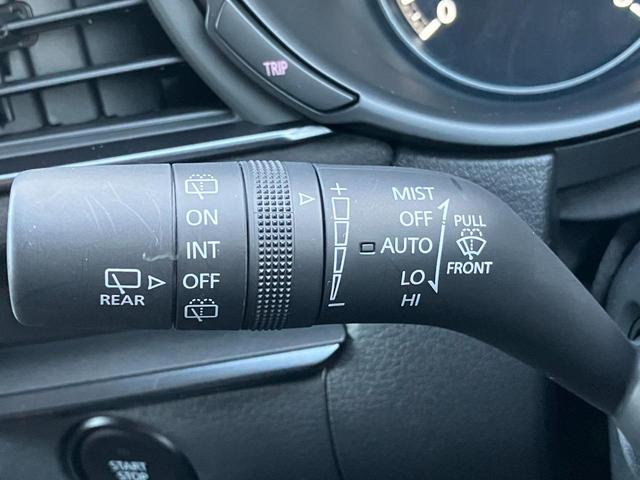 TRIP
ON
INT
OFF
REAR
+
−
MIST
OFF
AUTO
LO
HI
PULL
FRONT
START
STOP